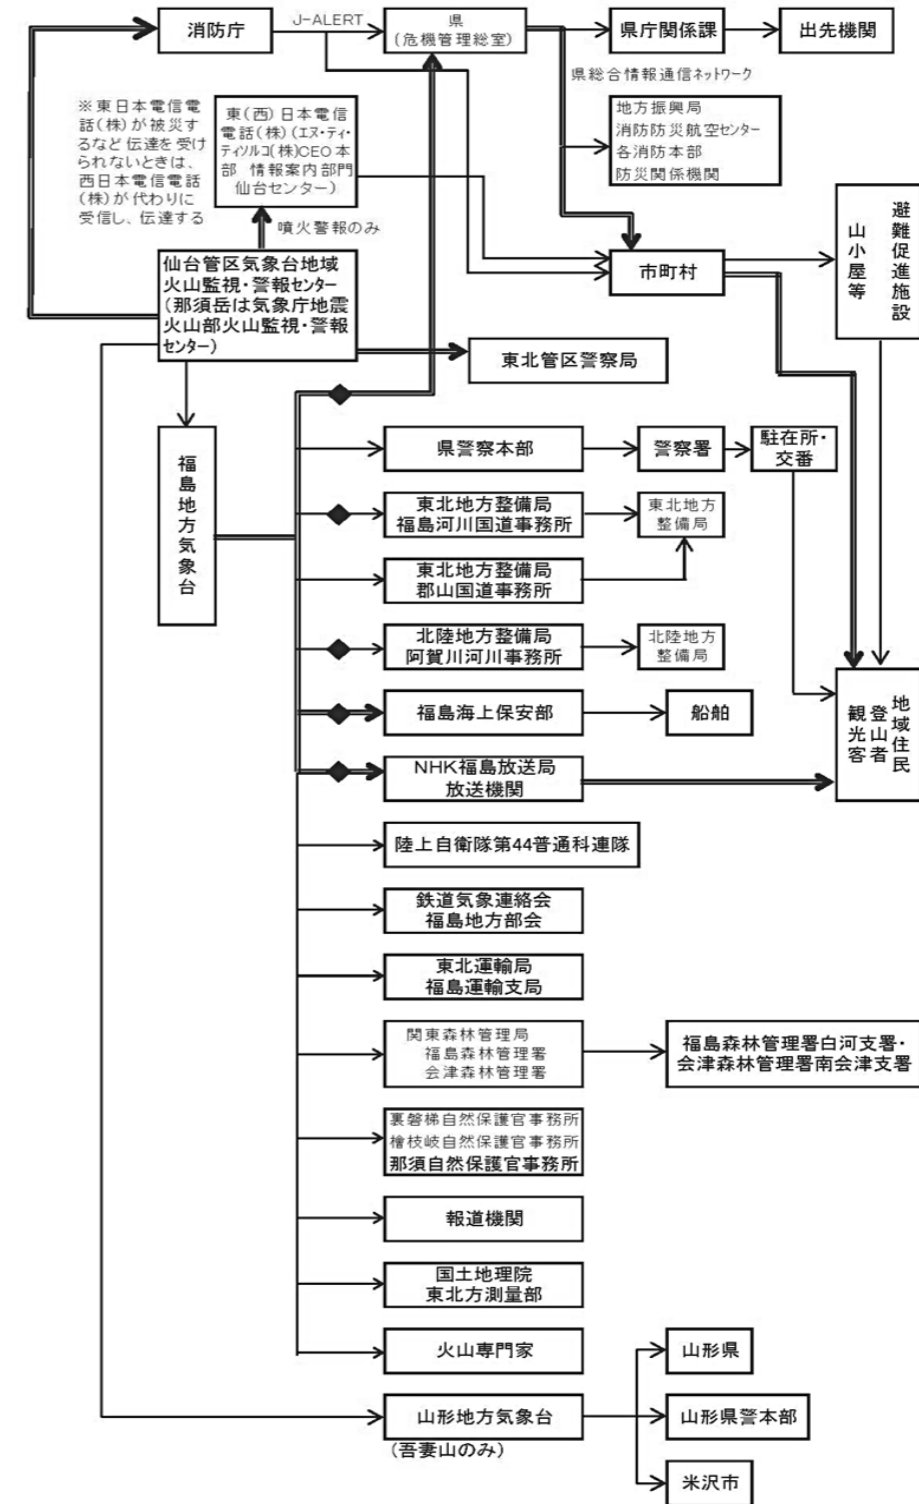 消防庁
J-ALERT
県
(危機管理総室)
県庁関係課
出先機関
県総合情報通信ネットワーク
※東日本電信電
話(株)が被災す
るなど伝達を受け
られないときは、
西日本電信電話
(株)が代わりに
受信し、伝達する
東(西)日本電信
電話(株)(エヌ・ティ・
ティソルコ(株)CEO本
部 情報案内部門
仙台センター)
地方振興局
消防防災航空センター
各消防本部
防災関係機関
噴火警報のみ
避難促進施設
山小屋等
仙台管区気象台地域
火山監視・警報センター
(那須岳は気象庁地震
火山部火山監視・警報
センター)
市町村
東北管区警察局
福島地方気象台
県警察本部
警察署
駐在所・
交番
東北地方整備局
福島河川国道事務所
東北地方
整備局
東北地方整備局
郡山国道事務所
北陸地方整備局
阿賀川河川事務所
北陸地方
整備局
地域住民
登山者
観光客
福島海上保安部
船舶
NHK福島放送局
放送機関
陸上自衛隊第44普通科連隊
鉄道気象連絡会
福島地方部会
東北運輸局
福島運輸支局
関東森林管理局
福島森林管理署
会津森林管理署
福島森林管理署白河支署・
会津森林管理署南会津支署
裏磐梯自然保護官事務所
檜枝岐自然保護官事務所
那須自然保護官事務所
報道機関
国土地理院
東北方測量部
火山専門家
山形県
山形地方気象台
(吾妻山のみ)
山形県警本部
米沢市